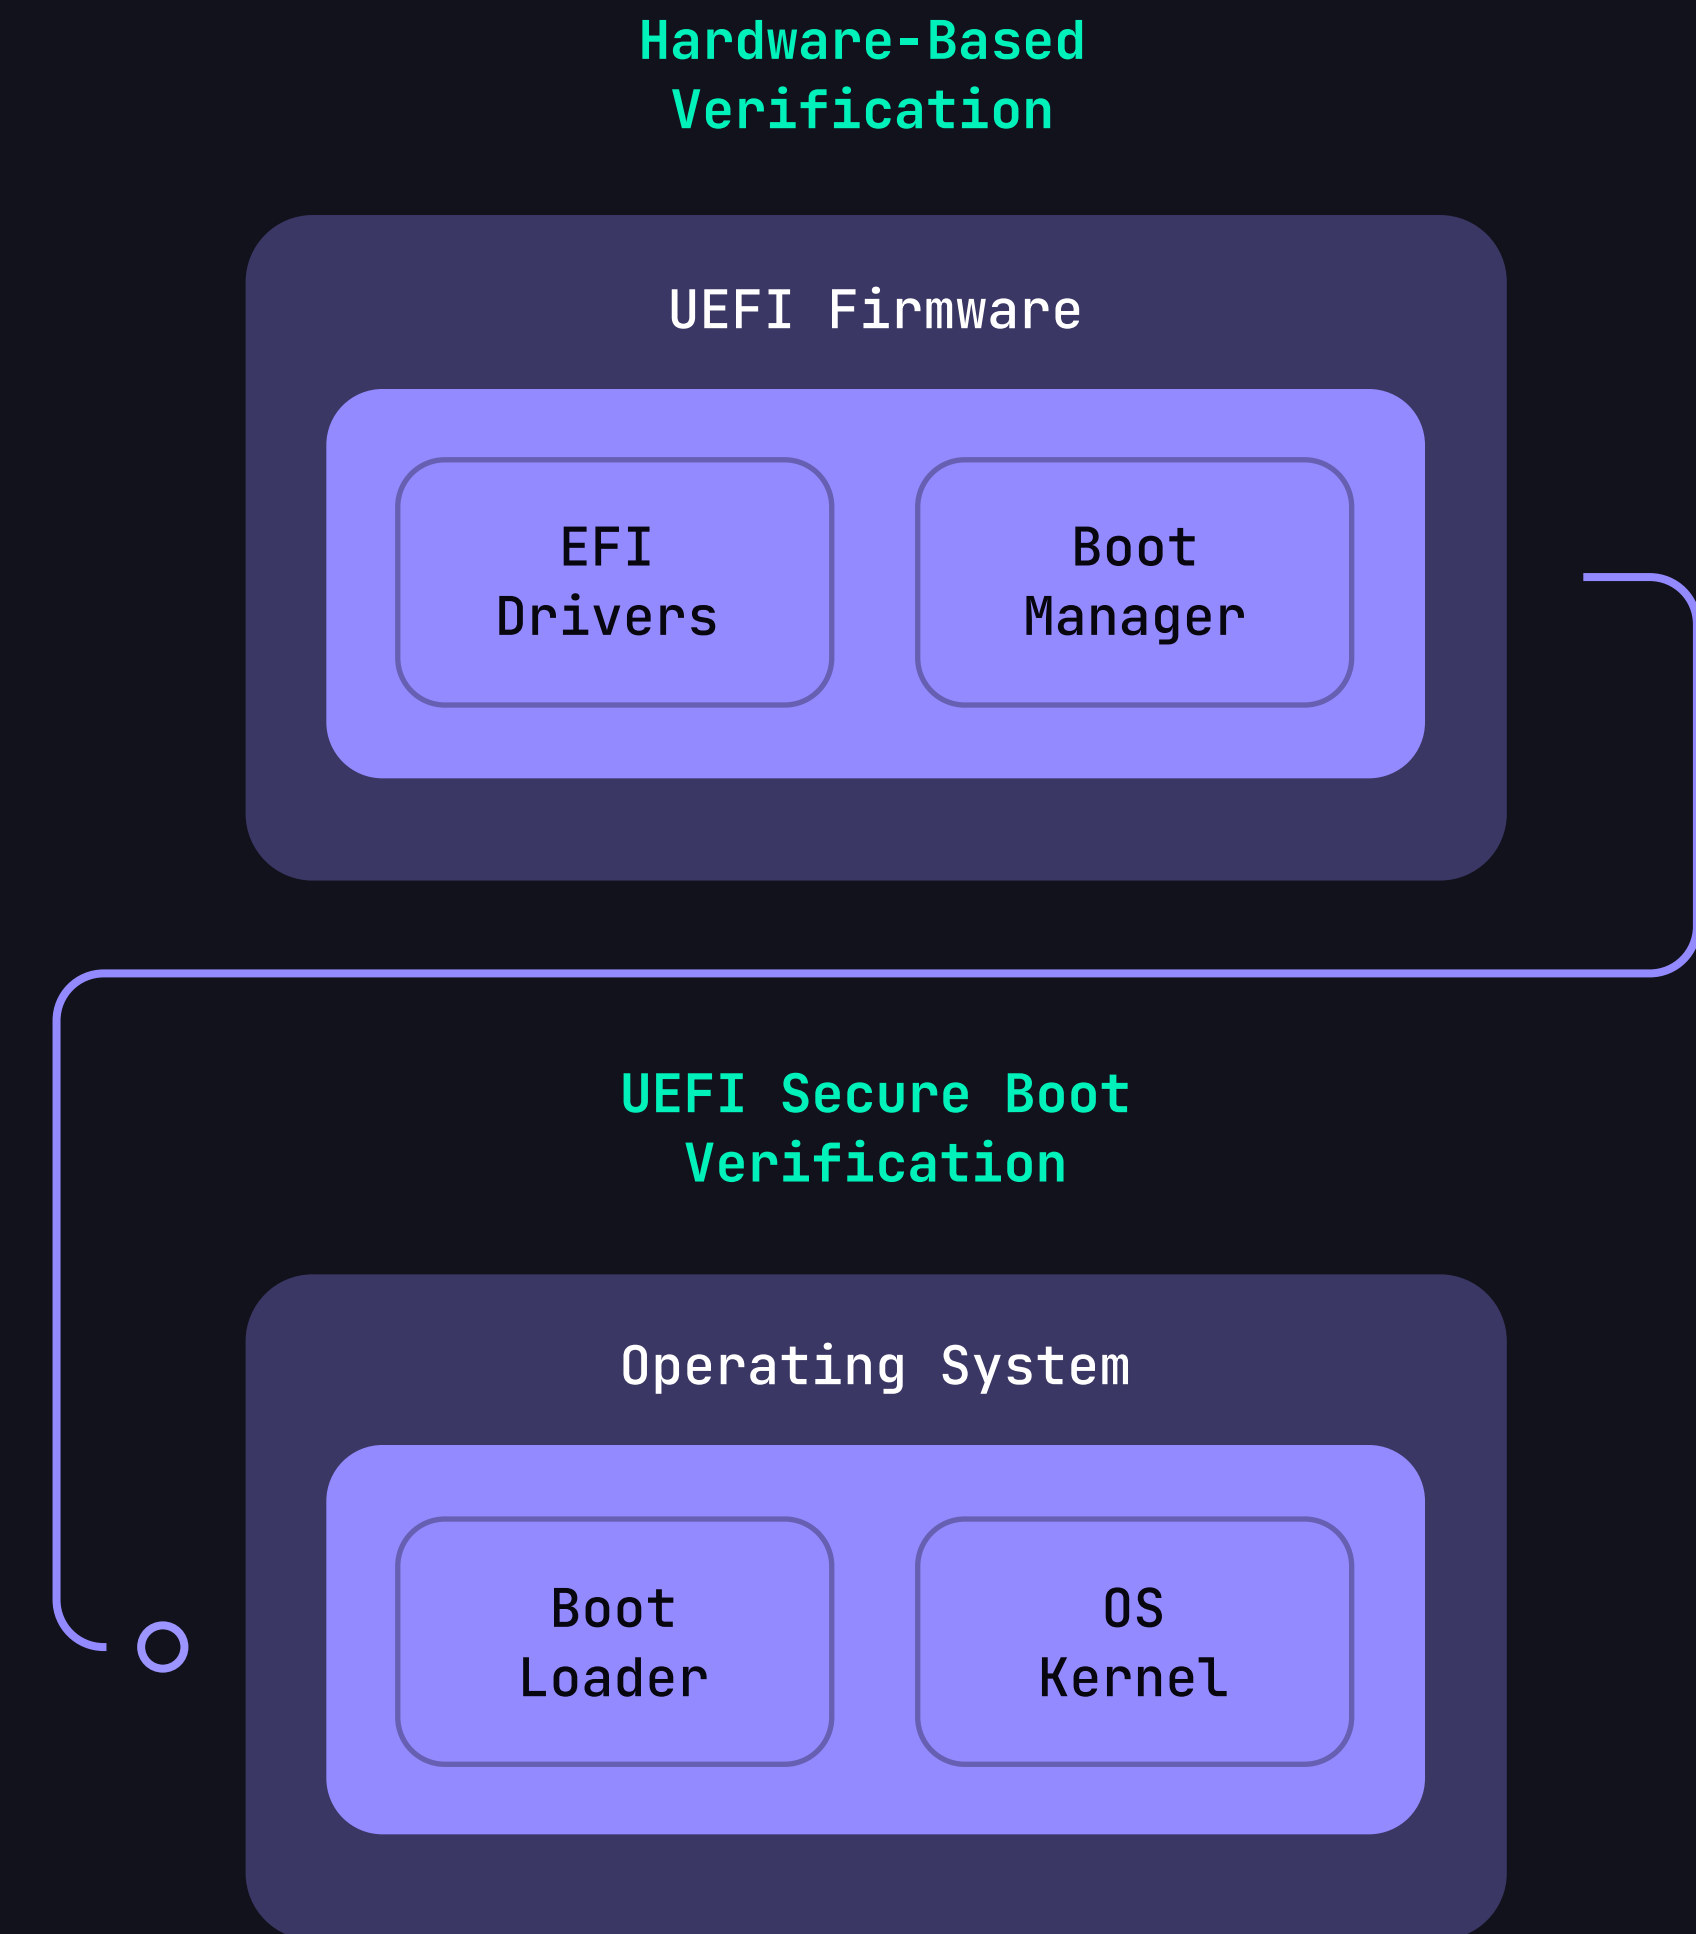 Hardware-Based
Verification
UEFI Firmware
EFI
Drivers
Boot
Manager
UEFI Secure Boot
Verification
Operating System
Boot
Loader
OS
Kernel